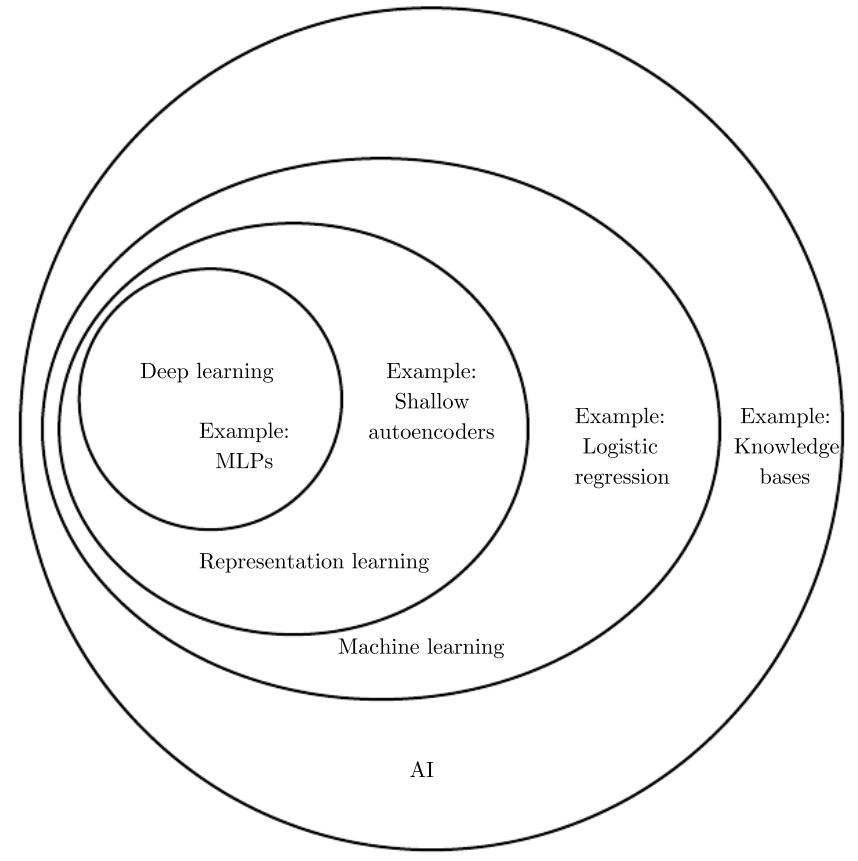 Deep learning
Example:
MLPs
Example:
Shallow
autoencoders
Example:
Logistic
regression
Example:
Knowledge
bases
Representation learning
Machine learning
AI